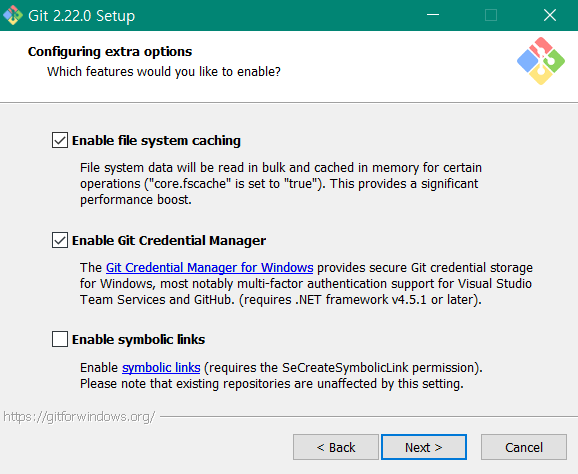 Git 2.22.0 Setup
Configuring extra options
Which features would you like to enable?
Enable file system caching
File system data will be read in bulk and cached in memory for certain
operations ("core.fscache" is set to "true"). This provides a significant
performance boost.
Enable Git Credential Manager
The Git Credential Manager for Windows provides secure Git credential storage
for Windows, most notably multi-factor authentication support for Visual Studio
Team Services and GitHub. (requires .NET framework v4.5.1 or later).
Enable symbolic links
Enable symbolic links (requires the SeCreateSymbolicLink permission).
Please note that existing repositories are unaffected by this setting.
https://gitforwindows.org/
< Back
Next >
Cancel